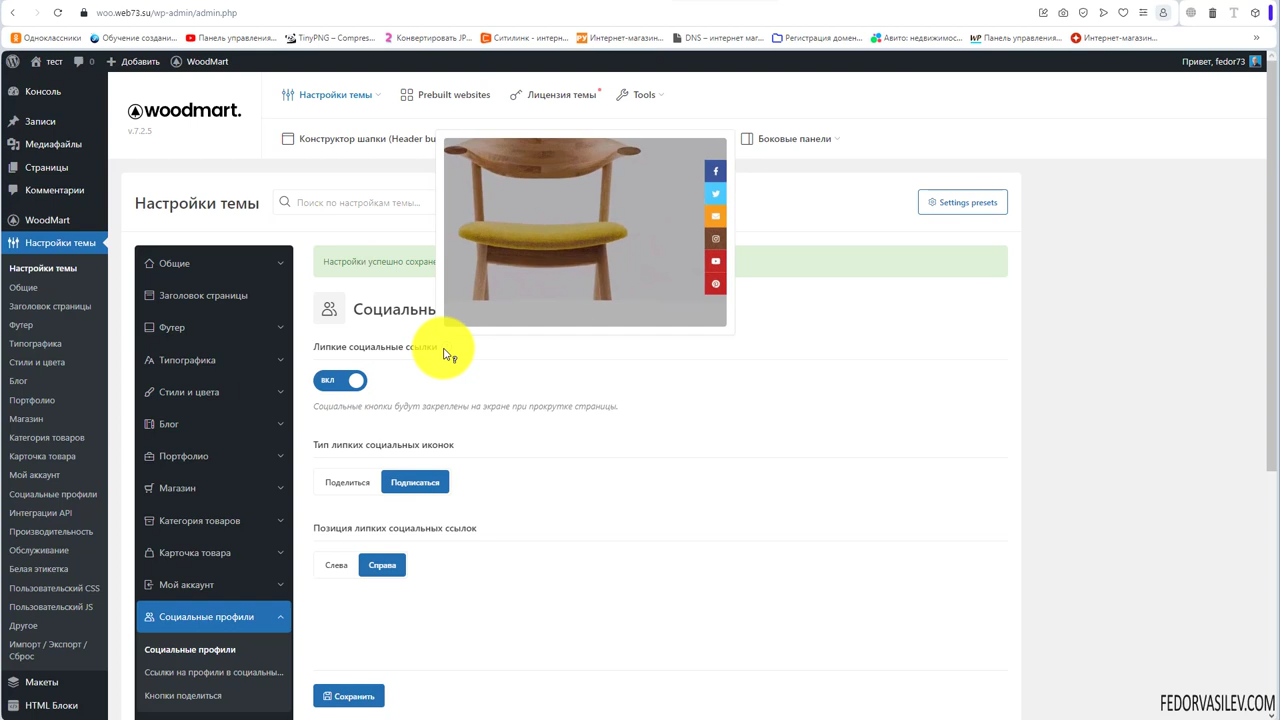 woo.web73.su/wp-admin/admin.php
Одноклассники
Обучение создани...
Панель управления...
TinyPNG – Compres...
Конвертировать JP...
Ситилинк - интерн...
Интернет-магазин...
DNS – интернет маг...
Регистрация домен...
Авито: недвижимос...
Панель управления...
Интернет-магазин...
»
тест
0
Добавить
WoodMart
Привет, fedor73
Консоль
Записи
Медиафайлы
Страницы
Комментарии
WoodMart
Настройки темы
Настройки темы
Общие
Заголовок страницы
Футер
Типографика
Стили и цвета
Блог
Портфолио
Магазин
Категория товаров
Карточка товара
Мой аккаунт
Социальные профили
Интеграции API
Производительность
Обслуживание
Белая этикетка
Пользовательский CSS
Пользовательский JS
Другое
Импорт / Экспорт /
Сброс
Макеты
HTML Блоки
woodmart.
v.7.2.5
Настройки темы
Prebuilt websites
Лицензия темы
Tools
Конструктор шапки (Header bu
Боковые панели
Настройки темы
Поиск по настройкам темы...
Settings presets
Общие
Заголовок страницы
Футер
Типографика
Стили и цвета
Блог
Портфолио
Магазин
Категория товаров
Карточка товара
Мой аккаунт
Социальные профили
Социальные профили
Ссылки на профили в социальны...
Кнопки поделиться
Настройки успешно сохране
Социальны
Липкие социальные ссылки
ВКЛ
Социальные кнопки будут закреплены на экране при прокрутке страницы.
Тип липких социальных иконок
Поделиться
Подписаться
Позиция липких социальных ссылок
Слева
Справа
Сохранить
FEDORVASILEV.COM